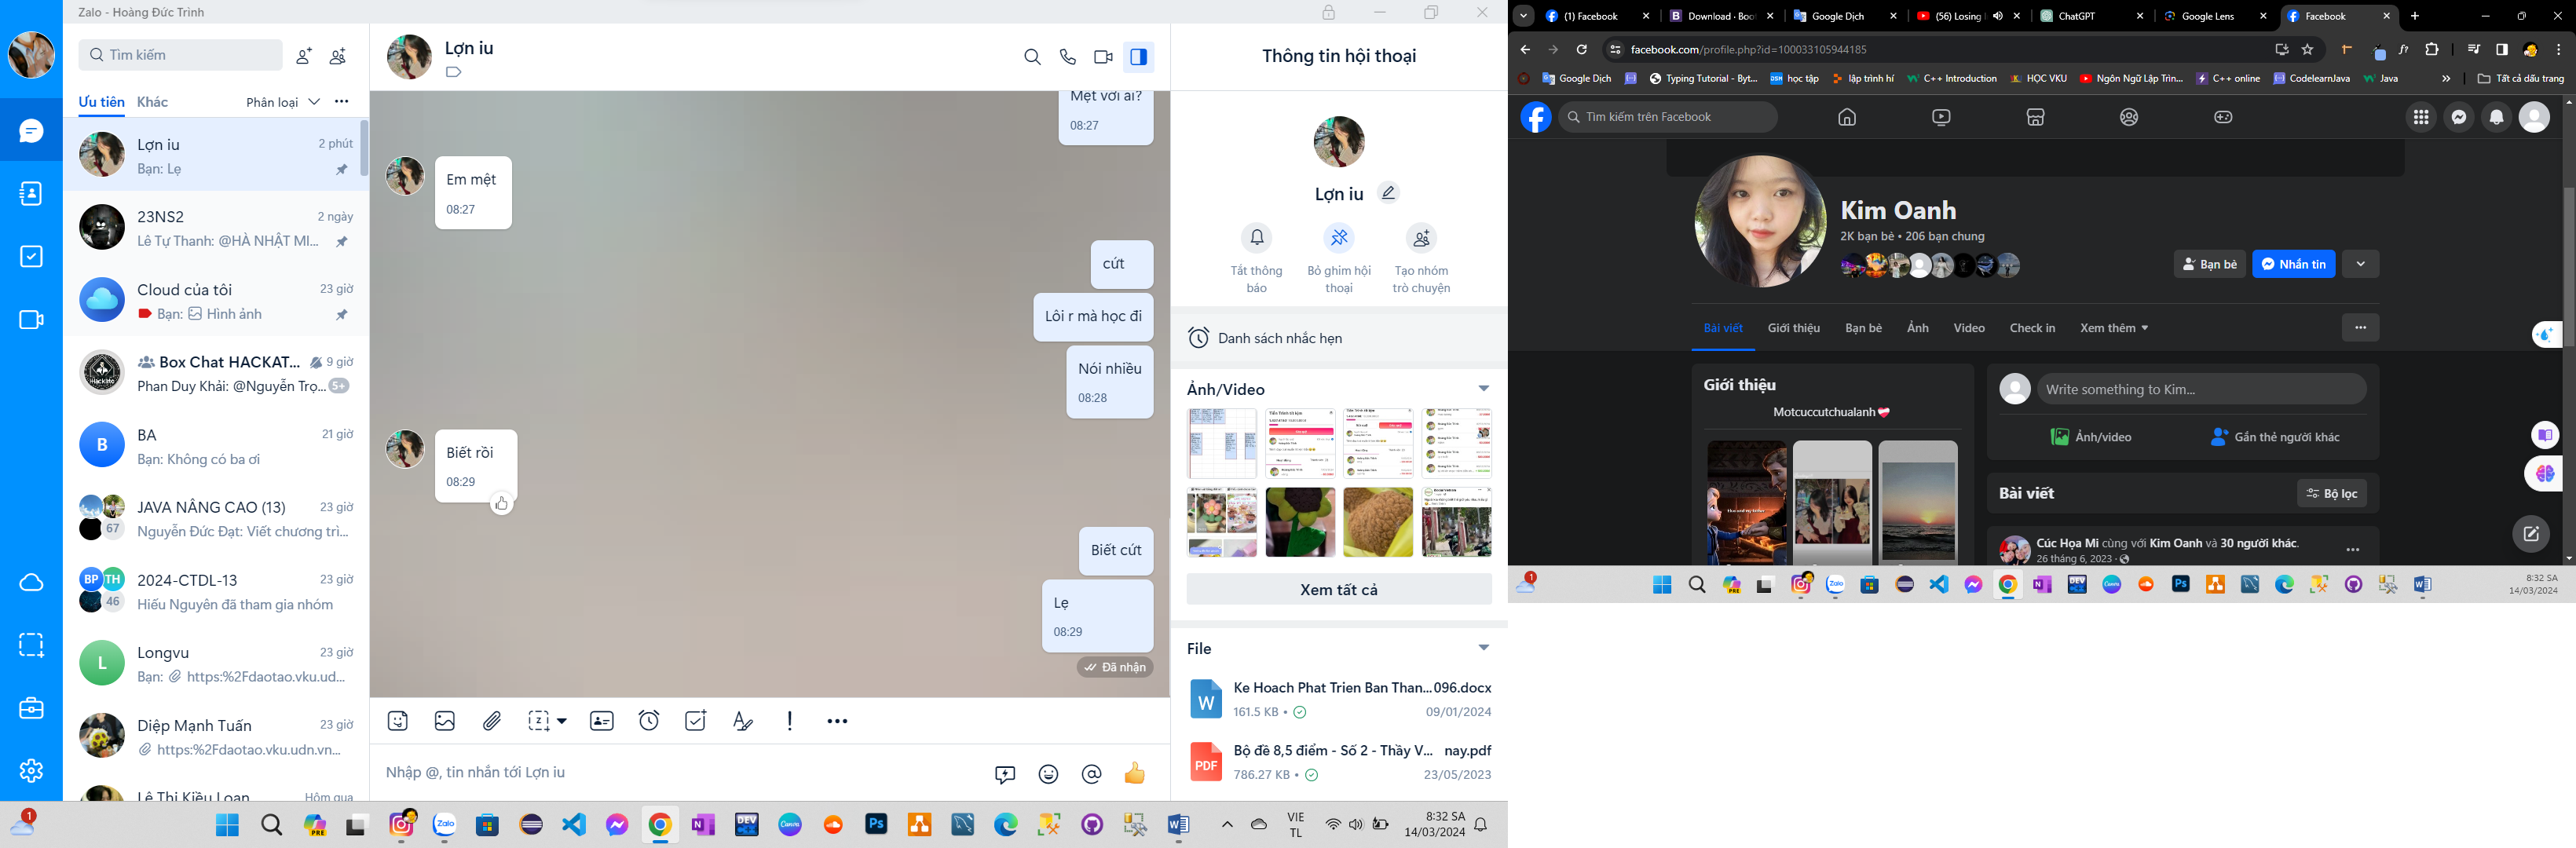 Zalo - Hoàng Đức Trình
Tìm kiếm
Ưu tiên
Khác
Phân loại
Lợn iu
2 phút
Bạn: Lẹ
23NS2
2 ngày
Lê Tự Thanh: @HÀ NHẬT MI...
Cloud của tôi
23 giờ
Bạn: Hình ảnh
Box Chat HACKAT...
9 giờ
Phan Duy Khải: @Nguyễn Trọ...
5+
B
BA
21 giờ
Bạn: Không có ba ơi
67
JAVA NÂNG CAO (13)
23 giờ
Nguyễn Đức Đạt: Viết chương trì...
BP
TH
46
2024-CTDL-13
23 giờ
Hiếu Nguyên đã tham gia nhóm
L
Longvu
23 giờ
Bạn: https:%2Fdaotao.vku.ud...
Diệp Mạnh Tuấn
23 giờ
https:%2Fdaotao.vku.udn.vn...
Lê Thị Kiều Loan
Hôm qua
Lợn iu
Mệt với ai?
08:27
Em mệt
08:27
cứt
Lôi r mà học đi
Nói nhiều
08:28
Biết rồi
08:29
Biết cứt
Lẹ
08:29
Đã nhận
Nhập @, tin nhắn tới Lợn iu
Thông tin hội thoại
Lợn iu
Tắt thông báo
Bỏ ghim hội thoại
Tạo nhóm trò chuyện
Danh sách nhắc hẹn
Ảnh/Video
Xem tất cả
File
W
Ke Hoach Phat Trien Ban Than...096.docx
161.5 KB
09/01/2024
PDF
Bộ đề 8,5 điểm - Số 2 - Thầy V... nay.pdf
786.27 KB
23/05/2023
1
VIE
TL
8:32 SA
14/03/2024
(1) Facebook
Download · Boo
Google Dịch
(56) Losing
ChatGPT
Google Lens
Facebook
facebook.com/profile.php?id=100033105944185
Google Dịch
Typing Tutorial - Byt...
học tập
lập trình hí
C++ Introduction
HỌC VKU
Ngôn Ngữ Lập Trìn...
C++ online
CodelearnJava
Java
Tất cả dấu trang
Tìm kiếm trên Facebook
Kim Oanh
2K bạn bè • 206 bạn chung
Bạn bè
Nhắn tin
Bài viết
Giới thiệu
Bạn bè
Ảnh
Video
Check in
Xem thêm
Giới thiệu
Motcuccutchualanh
Write something to Kim...
Ảnh/video
Gắn thẻ người khác
Bài viết
Bộ lọc
Cúc Họa Mi cùng với Kim Oanh và 30 người khác.
26 tháng 6, 2023
1
8:32 SA
14/03/2024